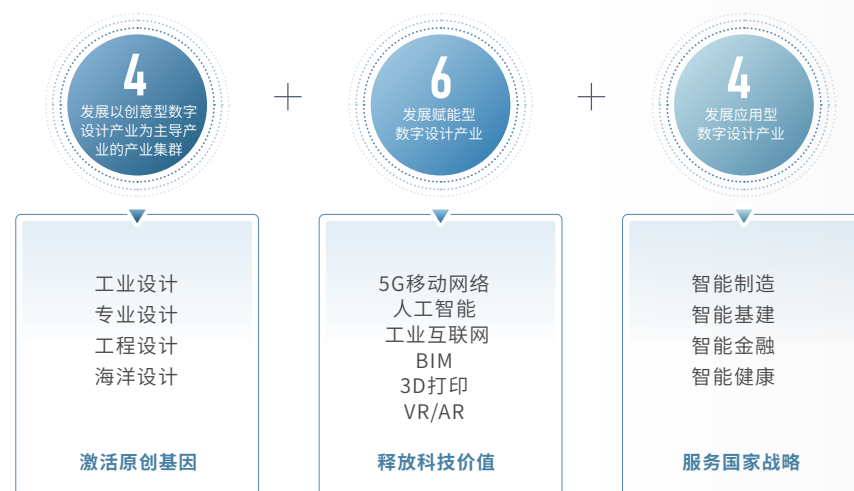 4
发展以创意型数字
设计产业为主导产
业的产业集群
+
6
发展赋能型
数字设计产业
+
4
发展应用型
数字设计产业
工业设计
专业设计
工程设计
海洋设计
激活原创基因
5G移动网络
人工智能
工业互联网
BIM
3D打印
VR/AR
释放科技价值
智能制造
智能基建
智能金融
智能健康
服务国家战略